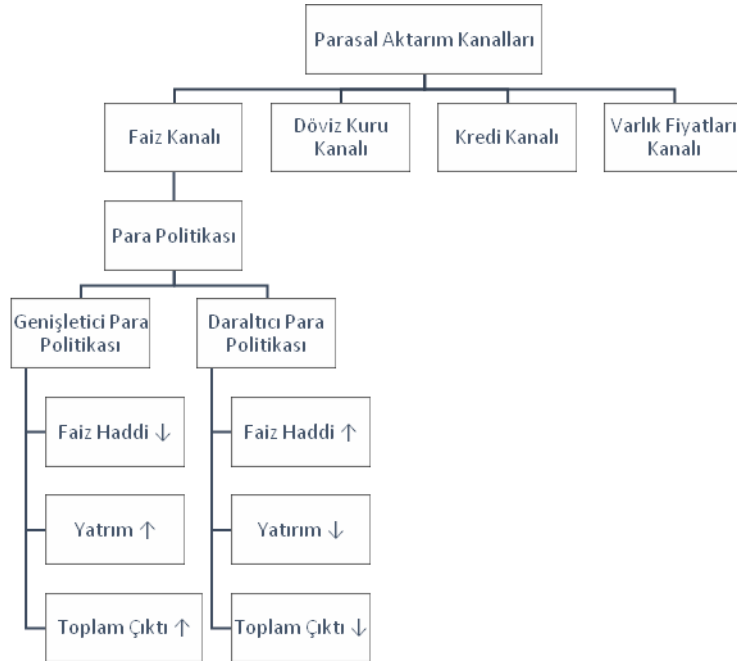 Parasal Aktarım Kanalları
Faiz Kanalı
Döviz Kuru
Kanalı
Kredi Kanalı
Varlık Fiyatları
Kanalı
Para Politikası
Genişletici Para
Politikası
Daraltıcı Para
Politikası
Faiz Haddi ↓
Yatrım ↑
Toplam Çıktı ↑
Faiz Haddi ↑
Yatırım ↓
Toplam Çıktı ↓